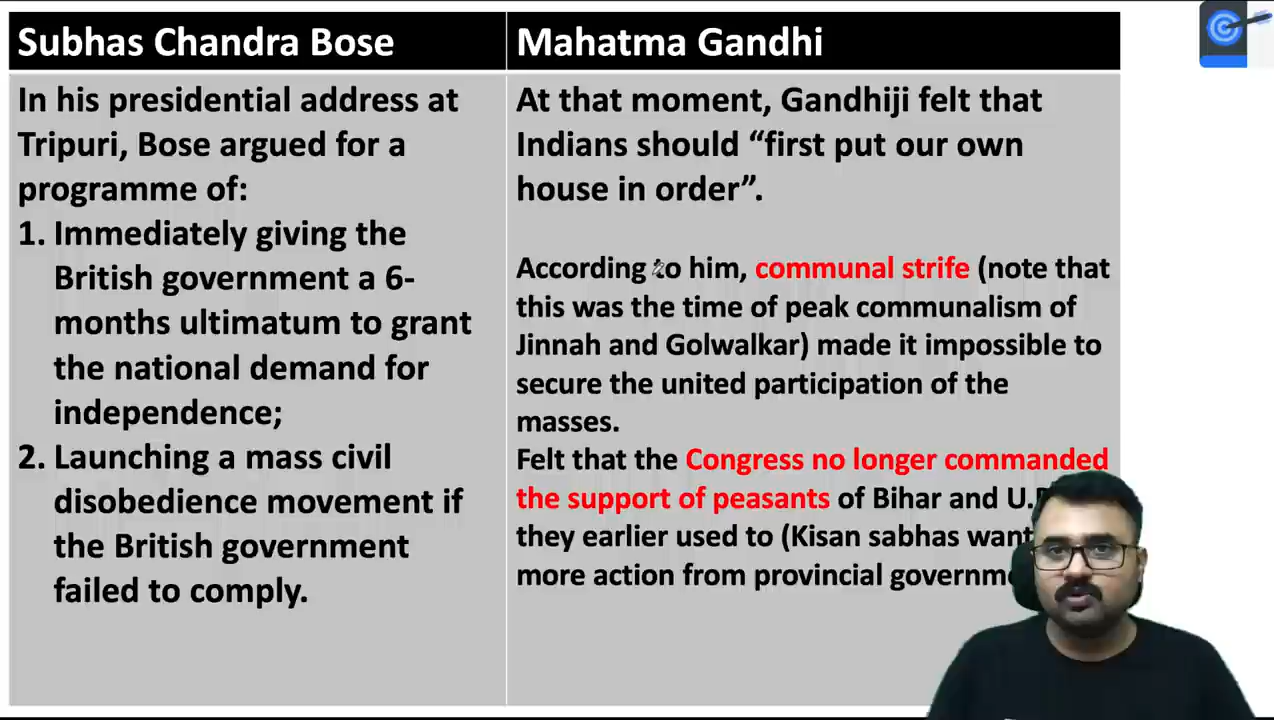 Subhas Chandra Bose
In his presidential address at
Tripuri, Bose argued for a
programme of:
1. Immediately giving the
British government a 6-
months ultimatum to grant
the national demand for
independence;
2. Launching a mass civil
disobedience movement if
the British government
failed to comply.
Mahatma Gandhi
At that moment, Gandhiji felt that
Indians should “first put our own
house in order”.
According to him, communal strife (note that
this was the time of peak communalism of
Jinnah and Golwalkar) made it impossible to
secure the united participation of the
masses.
Felt that the Congress no longer commanded
the support of peasants of Bihar and
they earlier used to (Kisan sabhas
more action from provincial